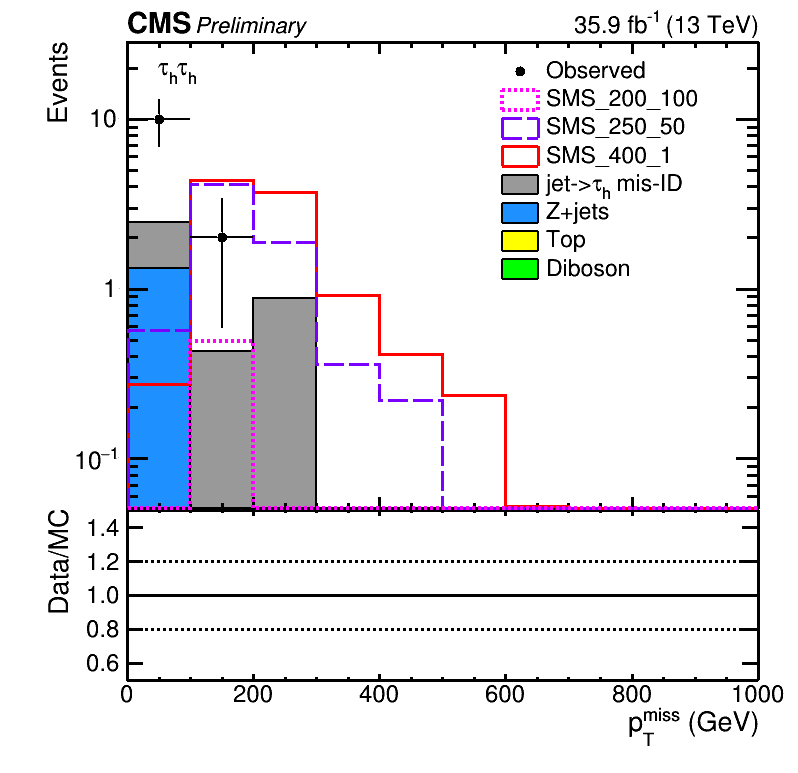 CMS Preliminary 35.9 fb⁻¹ (13 TeV)
Events
τhτh
Observed
SMS_200_100
SMS_250_50
SMS_400_1
jet->τh mis-ID
Z+jets
Top
Diboson
10
1
10⁻¹
Data/MC
1.4
1.2
1.0
0.8
0.6
0 200 400 600 800 1000
pTmiss (GeV)